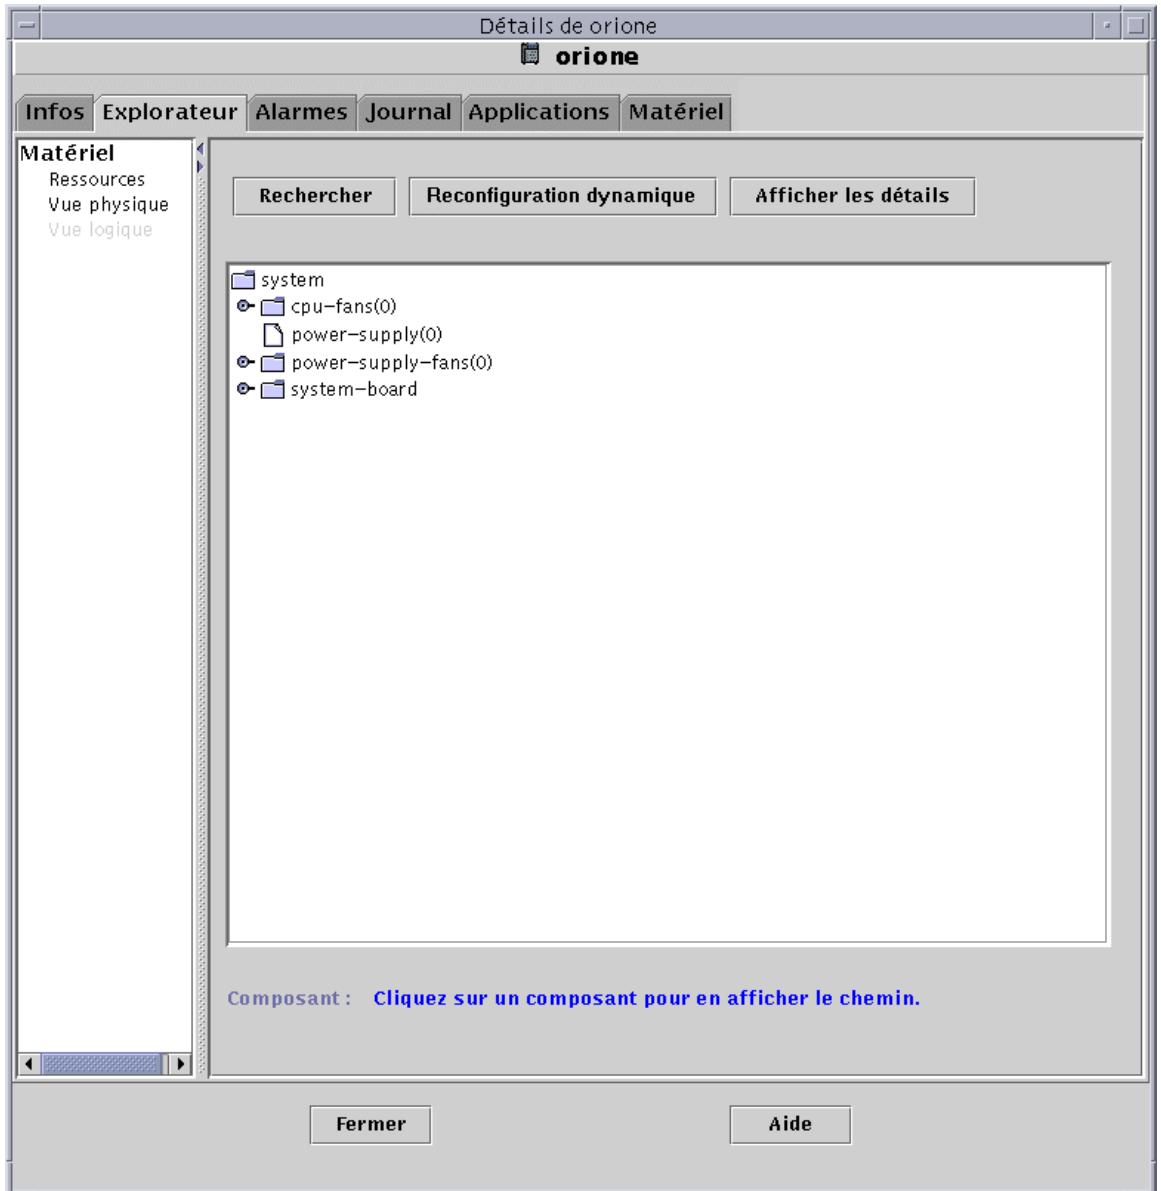 Détails de orione
orione
Infos Explorateur Alarmes Journal Applications Matériel
Matériel
Ressources
Vue physique
Vue logique
Rechercher Reconfiguration dynamique Afficher les détails
system
cpu-fans(0)
power-supply(0)
power-supply-fans(0)
system-board
Composant : Cliquez sur un composant pour en afficher le chemin.
Fermer Aide